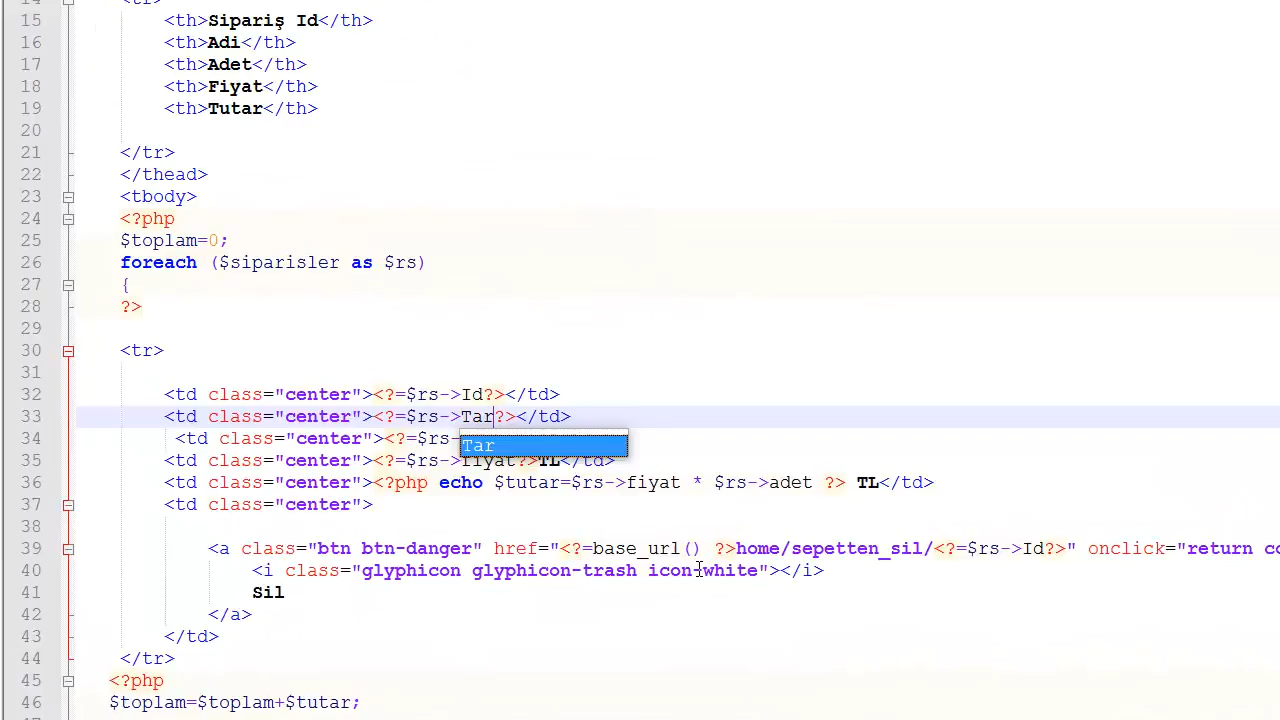 14 <tr>
15 <th>Sipariş Id</th>
16 <th>Adi</th>
17 <th>Adet</th>
18 <th>Fiyat</th>
19 <th>Tutar</th>
20
21 </tr>
22 </thead>
23 <tbody>
24 <?php
25 $toplam=0;
26 foreach ($siparisler as $rs)
27 {
28 ?>
29
30 <tr>
31
32 <td class="center"><?=$rs->Id?></td>
33 <td class="center"><?=$rs->Tar?></td>
34 <td class="center"><?=$rs-
Tar
35 <td class="center"><?=$rs->fiyat?>TL</td>
36 <td class="center"><?php echo $tutar=$rs->fiyat * $rs->adet ?> TL</td>
37 <td class="center">
38
39 <a class="btn btn-danger" href="<?=base_url() ?>home/sepetten_sil/<?=$rs->Id?>" onclick="return co
40 <i class="glyphicon glyphicon-trash icon-white"></i>
41 Sil
42 </a>
43 </td>
44 </tr>
45 <?php
46 $toplam=$toplam+$tutar;